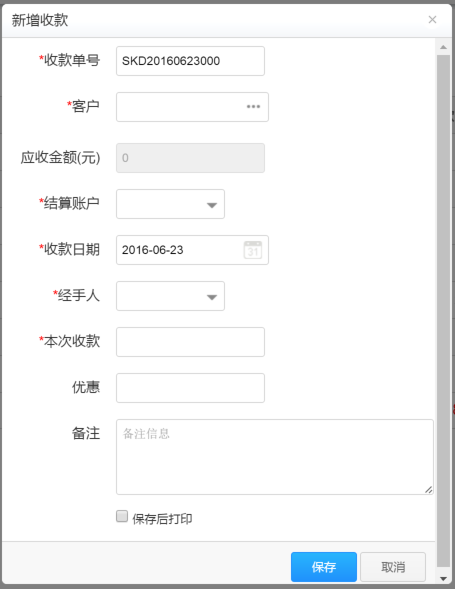 新增收款 ×
*收款单号 SKD20160623000
*客户 •••
应收金额(元) 0
*结算账户
*收款日期 2016-06-23 31
*经手人
*本次收款
优惠
备注 备注信息
保存后打印
保存 取消